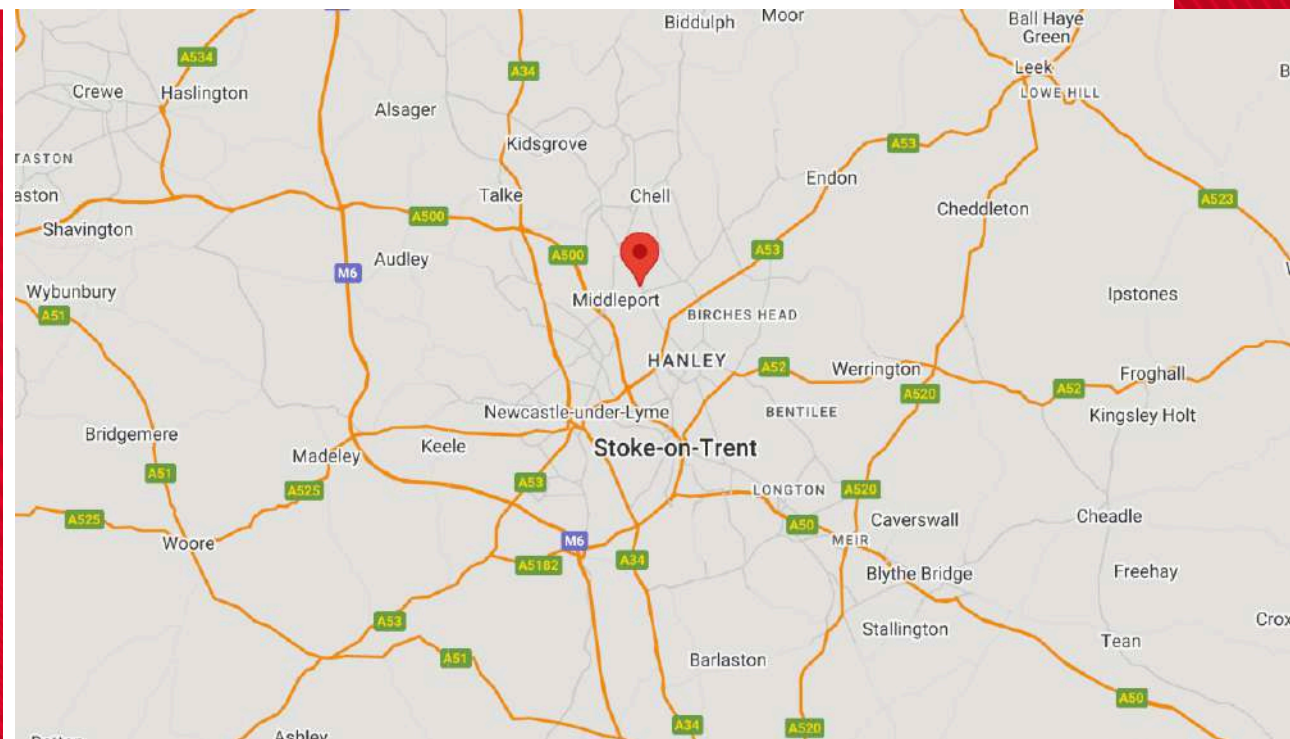 Biddulph
Moor
Ball Haye
Green
A534
A34
Leek
B
Crewe
Haslington
LOWE HILL
Alsager
Kidsgrove
A53
TASTON
Endon
aston
Talke
Chell
A523
A500
Cheddleton
Shavington
A53
Audley
A500
M6
Wybunbury
Middleport
Ipstones
A51
BIRCHES HEAD
HANLEY
A52
Werrington
Froghall
A520
A52
Newcastle-under-Lyme
BENTILEE
Kingsley Holt
Bridgemere
Keele
Stoke-on-Trent
Madeley
A51
A53
A525
LONGTON
A520
A525
A50
Caverswall
Cheadle
Woore
M6
MEIR
A5182
A34
Blythe Bridge
Freehay
A53
Stallington
Crox
Tean
A51
Barlaston
A50
A34
A520
Ashley